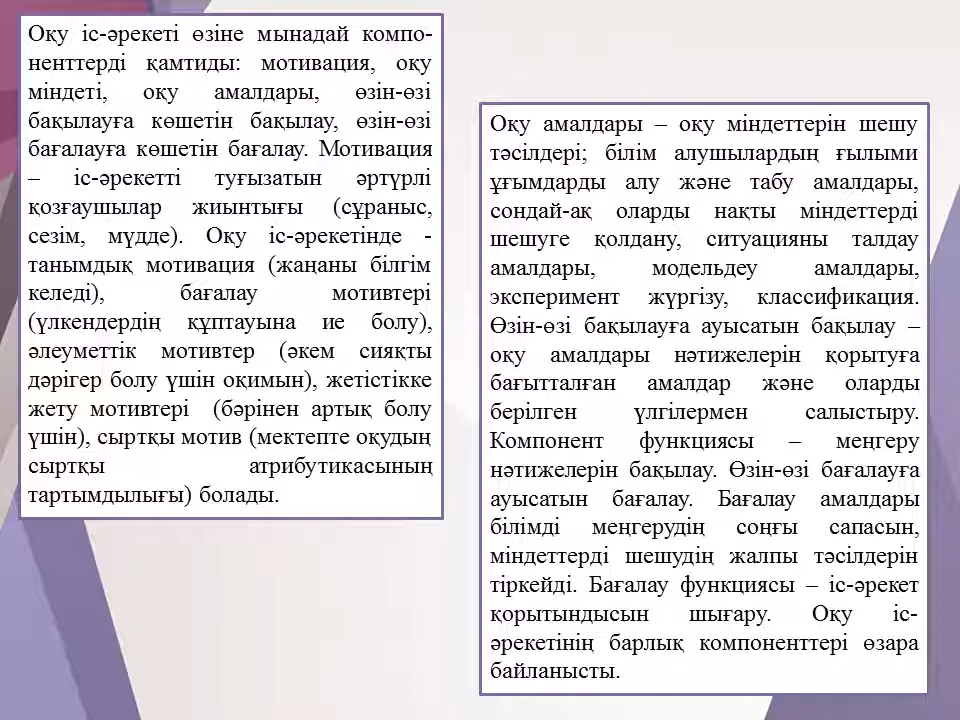 Оқу іс-әрекеті өзіне мынадай компо-
ненттерді қамтиды: мотивация, оқу
міндеті, оқу амалдары, өзін-өзі
бақылауға көшетін бақылау, өзін-өзі
бағалауға көшетін бағалау. Мотивация
– іс-әрекетті туғызатын әртүрлі
қозғаушылар жиынтығы (сұраныс,
сезім, мүдде). Оқу іс-әрекетінде -
танымдық мотивация (жаңаны білгім
келеді), бағалау мотивтері
(үлкендердің құптауына ие болу),
әлеуметтік мотивтер (әкем сияқты
дәрігер болу үшін оқимын), жетістікке
жету мотивтері (бәрінен артық болу
үшін), сыртқы мотив (мектепте оқудың
сыртқы атрибутикасының
тартымдылығы) болады.
Оқу амалдары – оқу міндеттерін шешу
тәсілдері; білім алушылардың ғылыми
ұғымдарды алу және табу амалдары,
сондай-ақ оларды нақты міндеттерді
шешуге қолдану, ситуацияны талдау
амалдары, модельдеу амалдары,
эксперимент жүргізу, классификация.
Өзін-өзі бақылауға ауысатын бақылау –
оқу амалдары нәтижелерін қорытуға
бағытталған амалдар және оларды
берілген үлгілермен салыстыру.
Компонент функциясы – меңгеру
нәтижелерін бақылау. Өзін-өзі бағалауға
ауысатын бағалау. Бағалау амалдары
білімді меңгерудің соңғы сапасын,
міндеттерді шешудің жалпы тәсілдерін
тіркейді. Бағалау функциясы – іс-әрекет
қорытындысын шығару. Оқу іс-
әрекетінің барлық компоненттері өзара
байланысты.